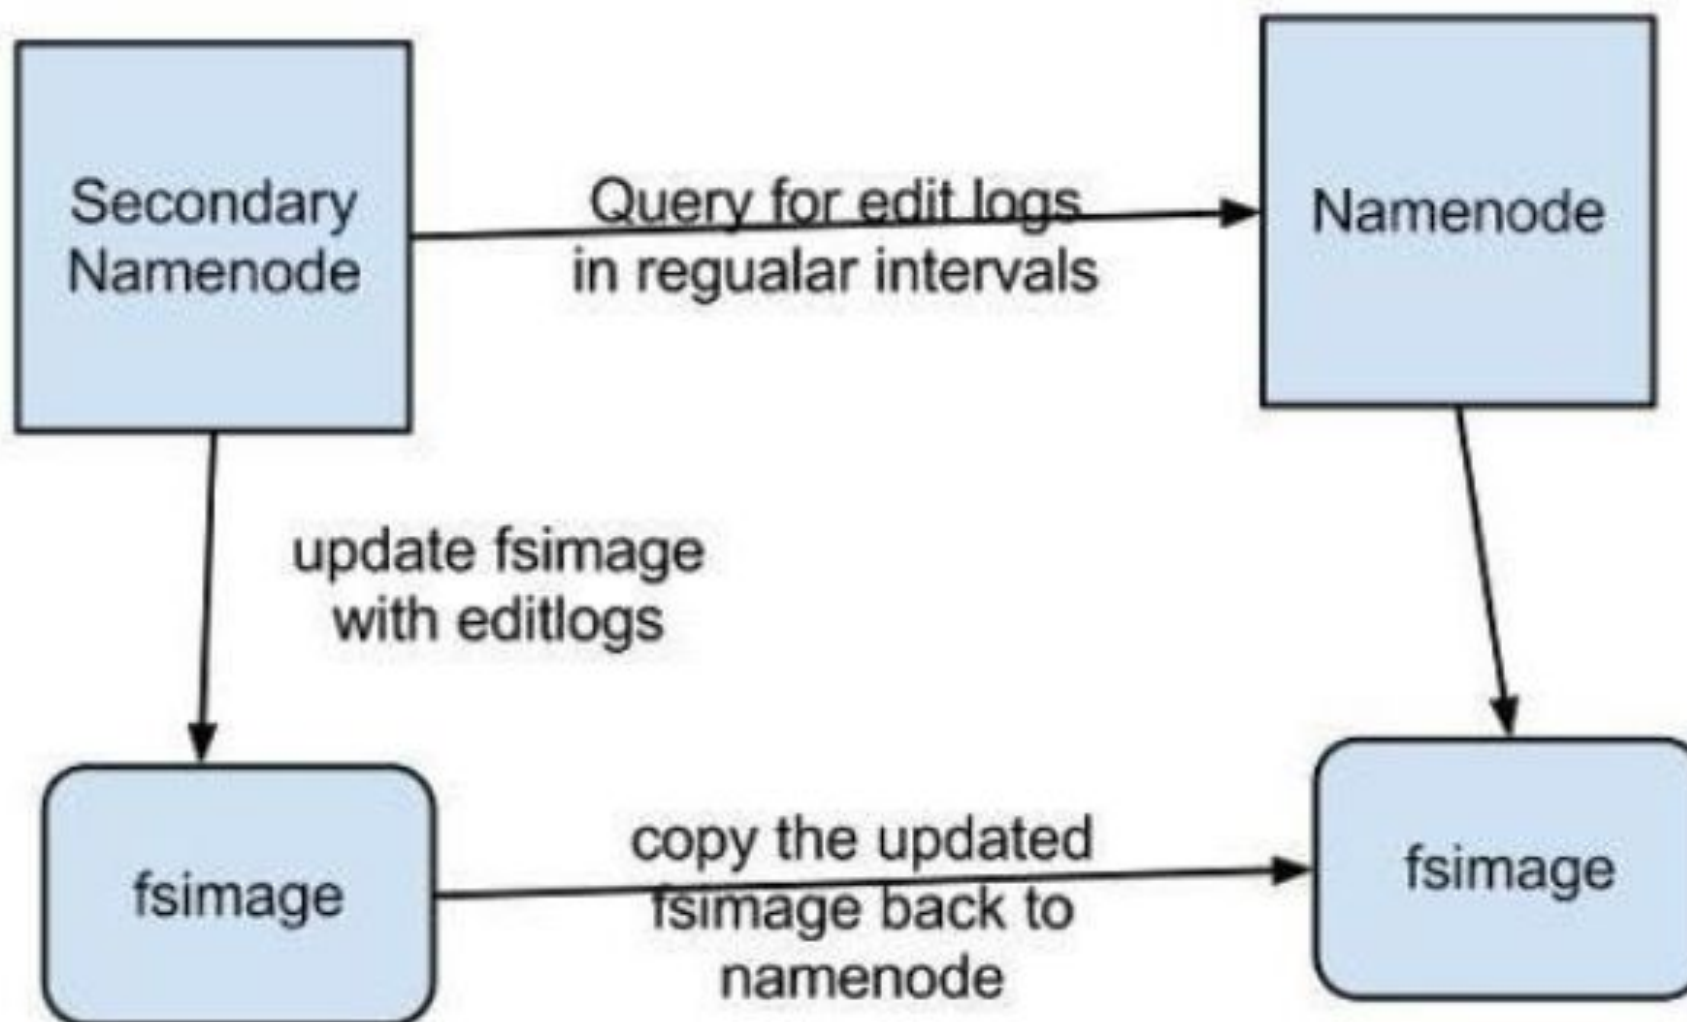 Secondary
Namenode
Query for edit logs
in regualar intervals
Namenode
update fsimage
with editlogs
fsimage
copy the updated
fsimage back to
namenode
fsimage